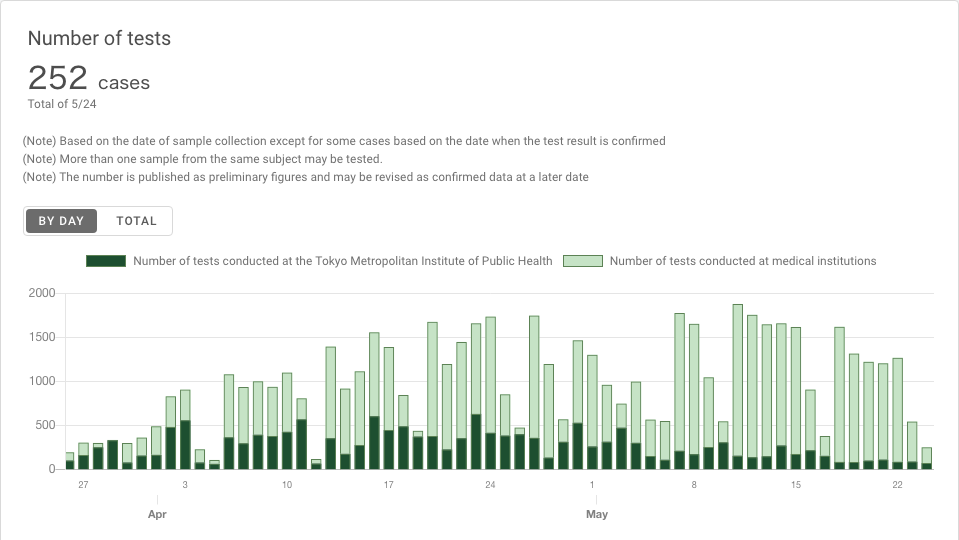 Number of tests
252 cases
Total of 5/24
(Note) Based on the date of sample collection except for some cases based on the date when the test result is confirmed
(Note) More than one sample from the same subject may be tested.
(Note) The number is published as preliminary figures and may be revised as confirmed data at a later date
BY DAY TOTAL
Number of tests conducted at the Tokyo Metropolitan Institute of Public Health Number of tests conducted at medical institutions
2000
1500
1000
500
0
27 3 10 17 24 1 8 15 22
Apr May